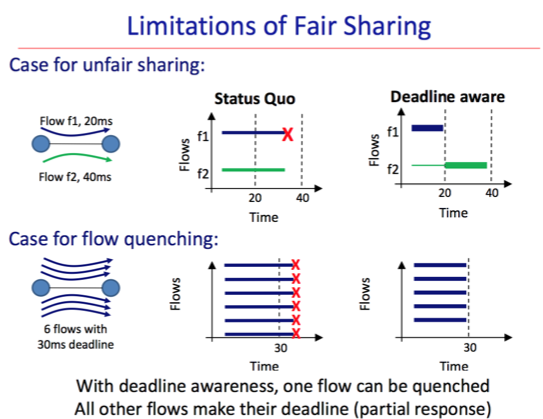 Limitations of Fair Sharing
Case for unfair sharing:
Flow f1, 20ms
Flow f2, 40ms
Status Quo
Flows
f1
f2
X
20
40
Time
Deadline aware
Flows
f1
f2
20
40
Time
Case for flow quenching:
6 flows with
30ms deadline
Flows
X
X
X
X
X
X
30
Time
Flows
30
Time
With deadline awareness, one flow can be quenched
All other flows make their deadline (partial response)